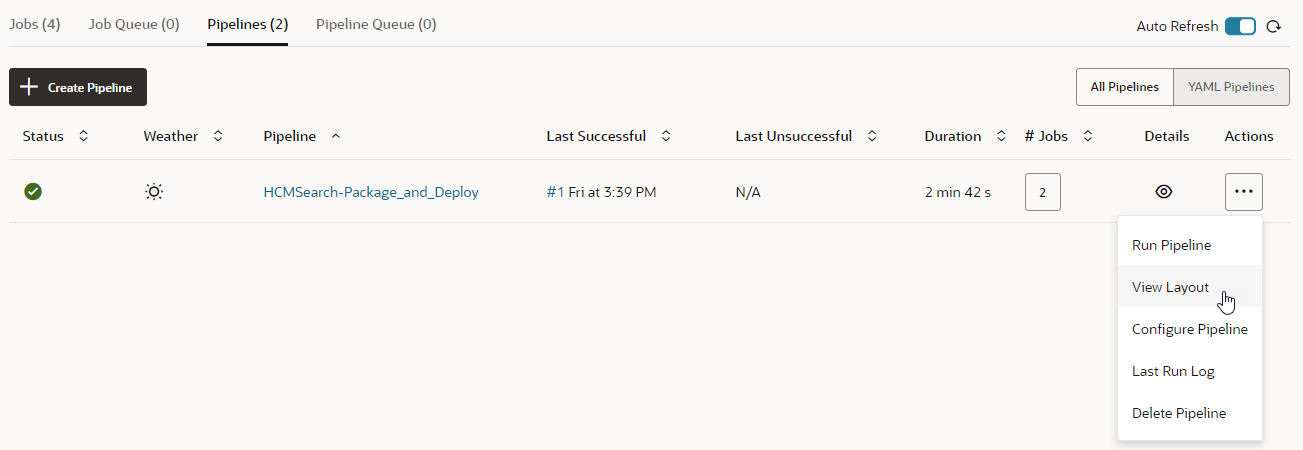 Jobs (4) Job Queue (0) Pipelines (2) Pipeline Queue (0) Auto Refresh
Create Pipeline All Pipelines YAML Pipelines
Status Weather Pipeline Last Successful Last Unsuccessful Duration # Jobs Details Actions
HCMSearch-Package_and_Deploy #1 Fri at 3:39 PM N/A 2 min 42 s 2
Run Pipeline
View Layout
Configure Pipeline
Last Run Log
Delete Pipeline